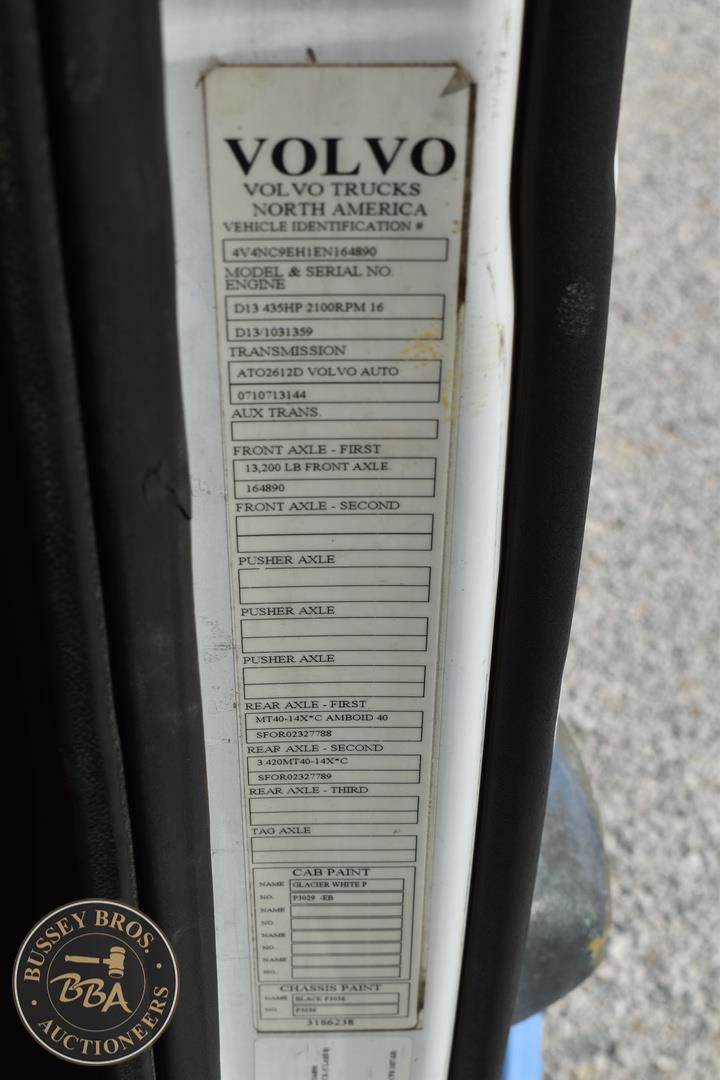 VOLVO
VOLVO TRUCKS
NORTH AMERICA
VEHICLE IDENTIFICATION #
4V4NC9EH1EN164890
MODEL & SERIAL NO.
ENGINE
D13 435HP 2100RPM 16
D13/1031359
TRANSMISSION
ATO2612D VOLVO AUTO
0710713144
AUX TRANS.
FRONT AXLE - FIRST
13,200 LB FRONT AXLE.
164890
FRONT AXLE - SECOND
PUSHER AXLE
PUSHER AXLE
PUSHER AXLE
REAR AXLE - FIRST
MT40-14X*C AMBOID 40
SFOR02327788
REAR AXLE - SECOND
3.420MT40-14X*C
SFOR02327789
REAR AXLE - THIRD
TAG AXLE
CAB PAINT
NAME GLACIER WHITE P
NO. P3029 -EB
NAME
NO
NAME
NO.
NAME
NO.
CHASSIS PAINT
NAME BLACK P3036
NO. P3036
3186238
BUSSEY BROS.
BBA
AUCTIONEERS